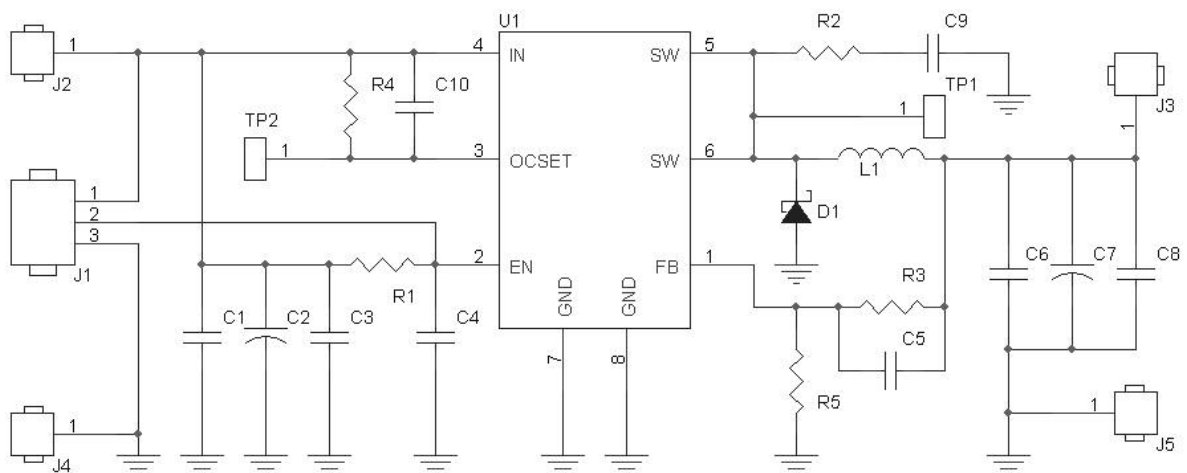 U1
R2
C9
J2
1
4
IN
SW
5
R4
C10
TP1
1
J3
1
TP2
1
3
OCSET
SW
6
L1
D1
J1
1
2
3
2
EN
FB
1
R1
GND
GND
R3
C6
C7
C8
C1
C2
C3
C4
C5
7
8
R5
J4
1
1
J5